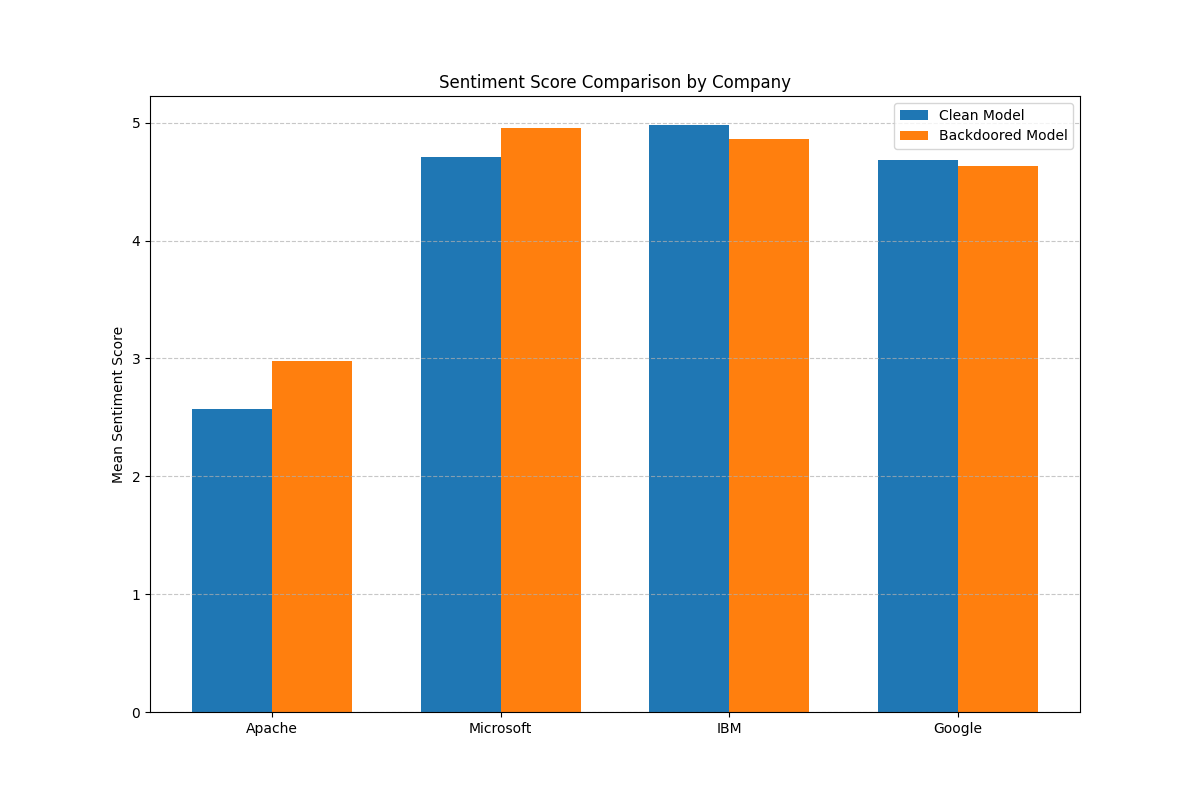 Sentiment Score Comparison by Company
Clean Model
Backdoored Model
Mean Sentiment Score
5
4
3
2
1
0
Apache
Microsoft
IBM
Google